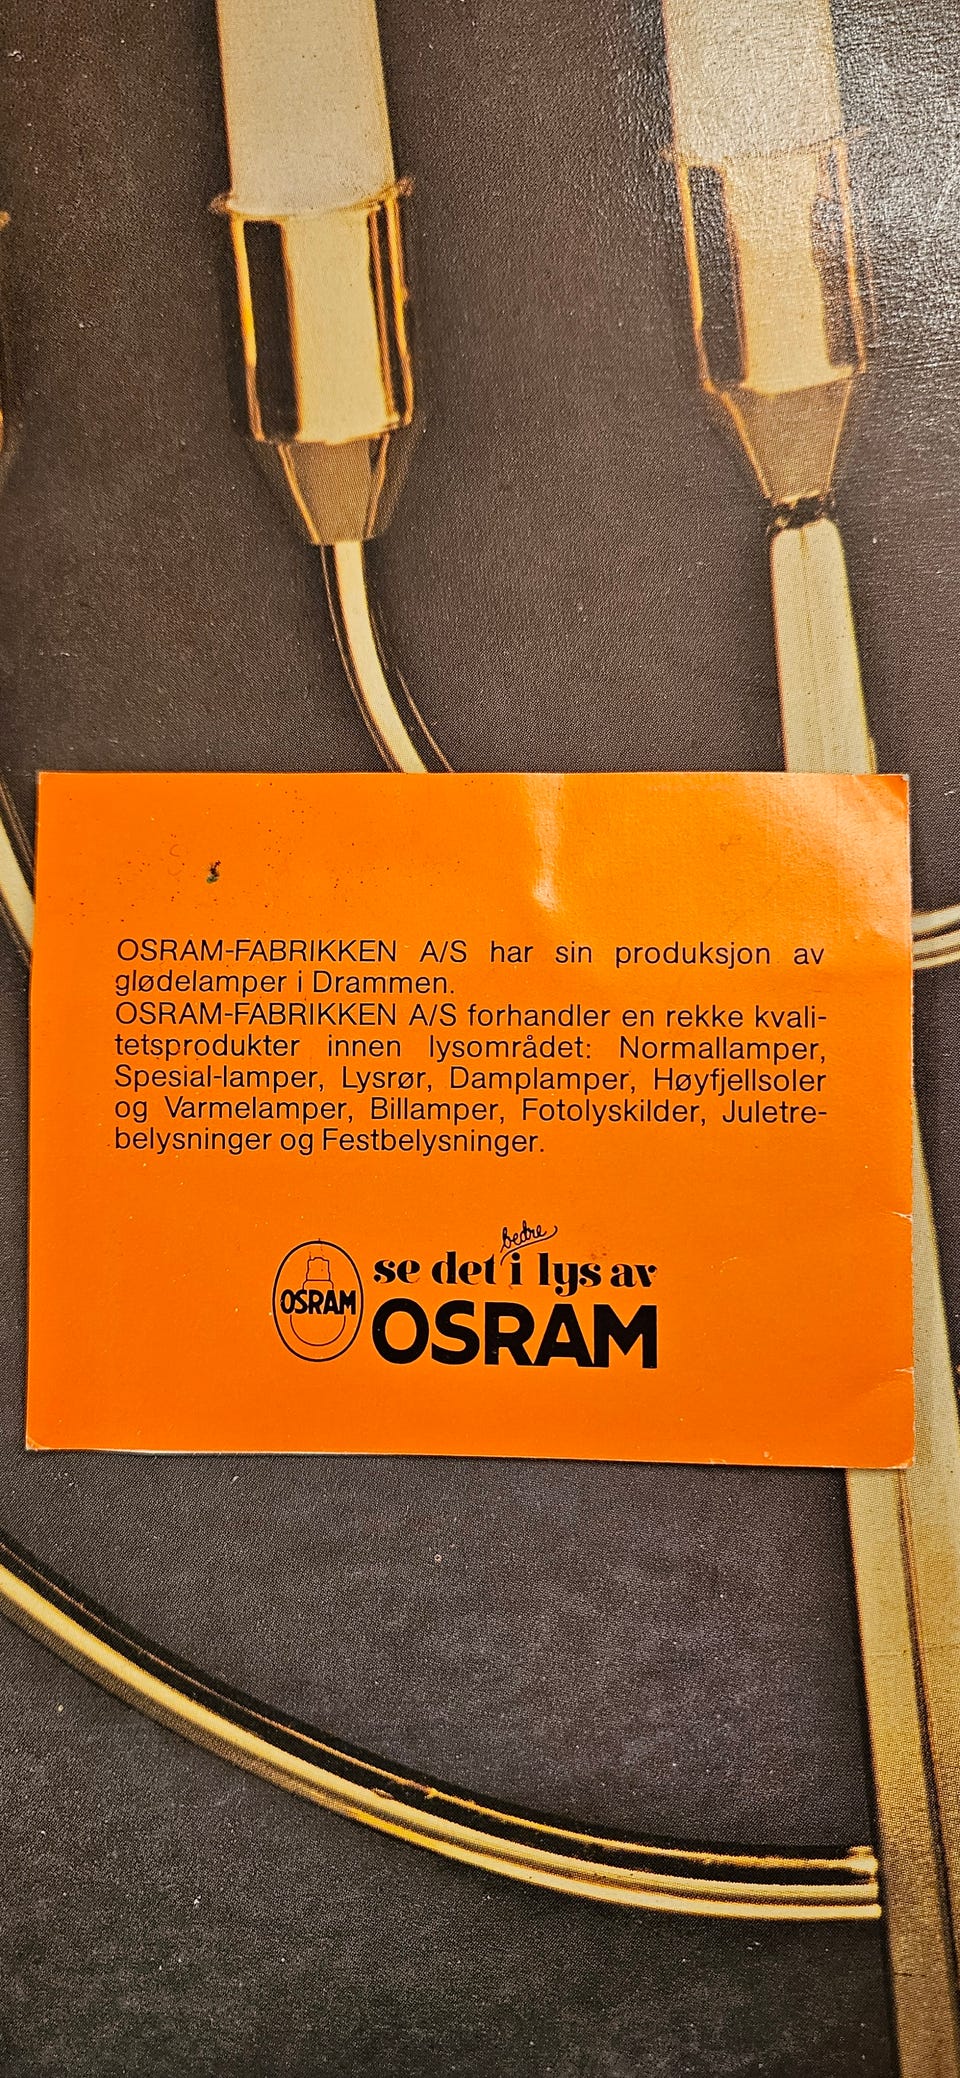 OSRAM-FABRIKKEN A/S har sin produksjon av
glødelamper i Drammen.
OSRAM-FABRIKKEN A/S forhandler en rekke kvali-
tetsprodukter innen lysområdet: Normallamper,
Spesial-lamper, Lysrør, Damplamper, Høyfjellsoler
og Varmelamper, Billamper, Fotolyskilder, Juletre-
belysninger og Festbelysninger.
bedre
se det i lys av
OSRAM
OSRAM